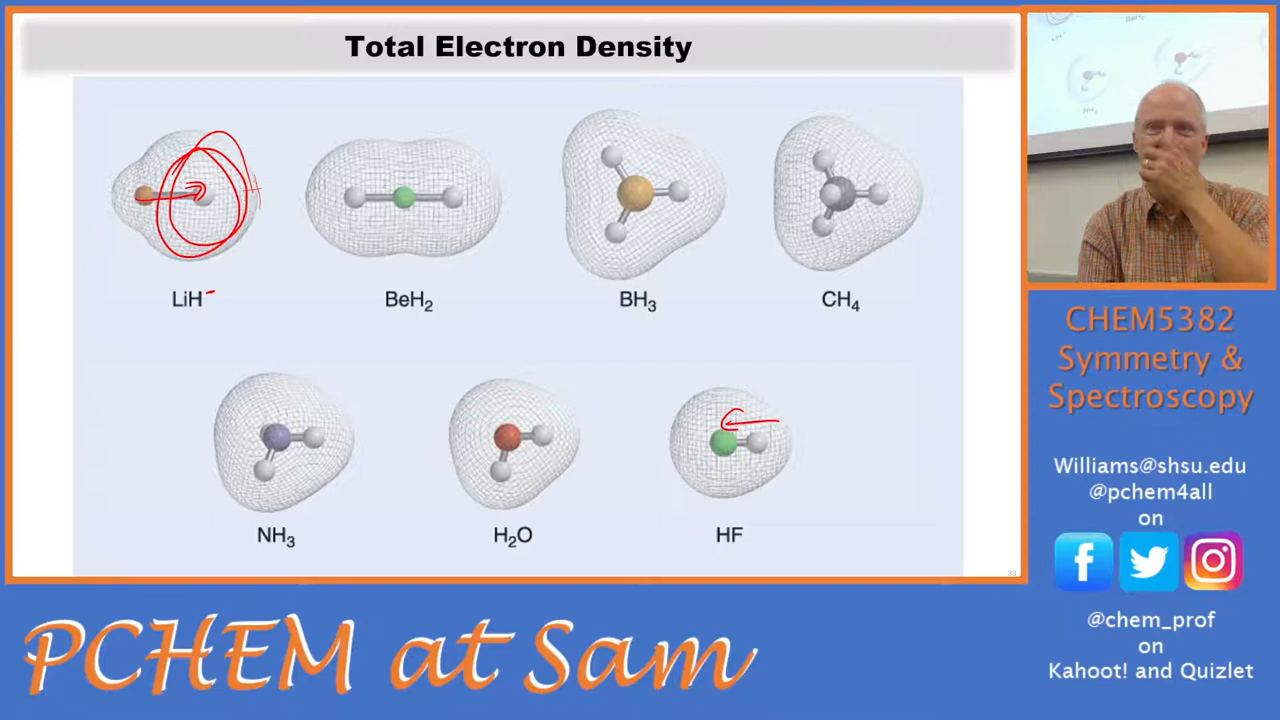 Total Electron Density
LiH⁻
BeH₂
BH₃
CH₄
NH₃
H₂O
HF
33
CHEM5382
Symmetry &
Spectroscopy
Williams@shsu.edu
@pchem4all
on
@chem_prof
on
Kahoot! and Quizlet
PCHEM at Sam